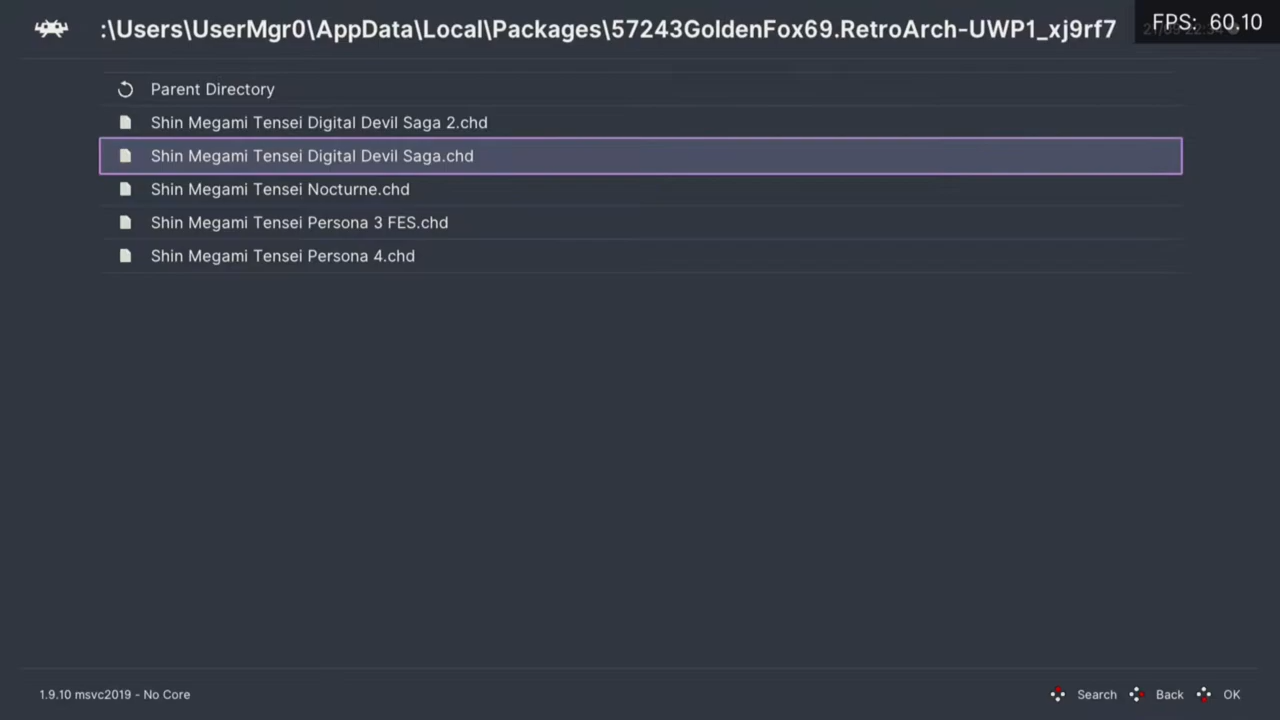 :\Users\UserMgr0\AppData\Local\Packages\57243GoldenFox69.RetroArch-UWP1_xj9rf7
FPS: 60.10
Parent Directory
Shin Megami Tensei Digital Devil Saga 2.chd
Shin Megami Tensei Digital Devil Saga.chd
Shin Megami Tensei Nocturne.chd
Shin Megami Tensei Persona 3 FES.chd
Shin Megami Tensei Persona 4.chd
1.9.10 msvc2019 - No Core
Search Back OK